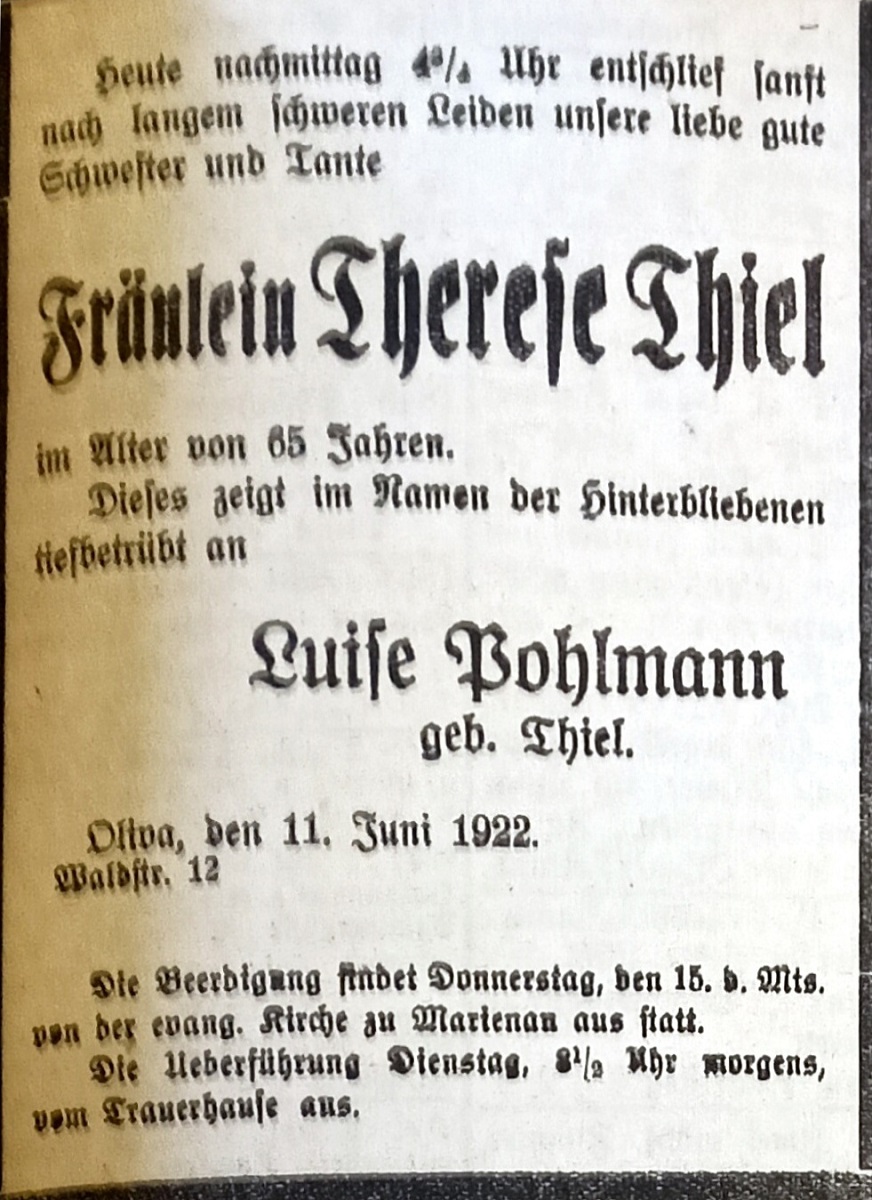 Heute nachmittag 4¾ Uhr entschlief sanft
nach langem schweren Leiden unsere liebe gute
Schwester und Tante
Fräulein Therese Thiel
im Alter von 65 Jahren.
Dieses zeigt im Namen der Hinterbliebenen
tiefbetrübt an
Luise Pohlmann
geb. Thiel.
Oliva, den 11. Juni 1922.
Waldstr. 12
Die Beerdigung findet Donnerstag, den 15. d. Mts.
von der evang. Kirche zu Marienau aus statt.
Die Ueberführung Dienstag, 8½ Uhr morgens,
vom Trauerhause aus.